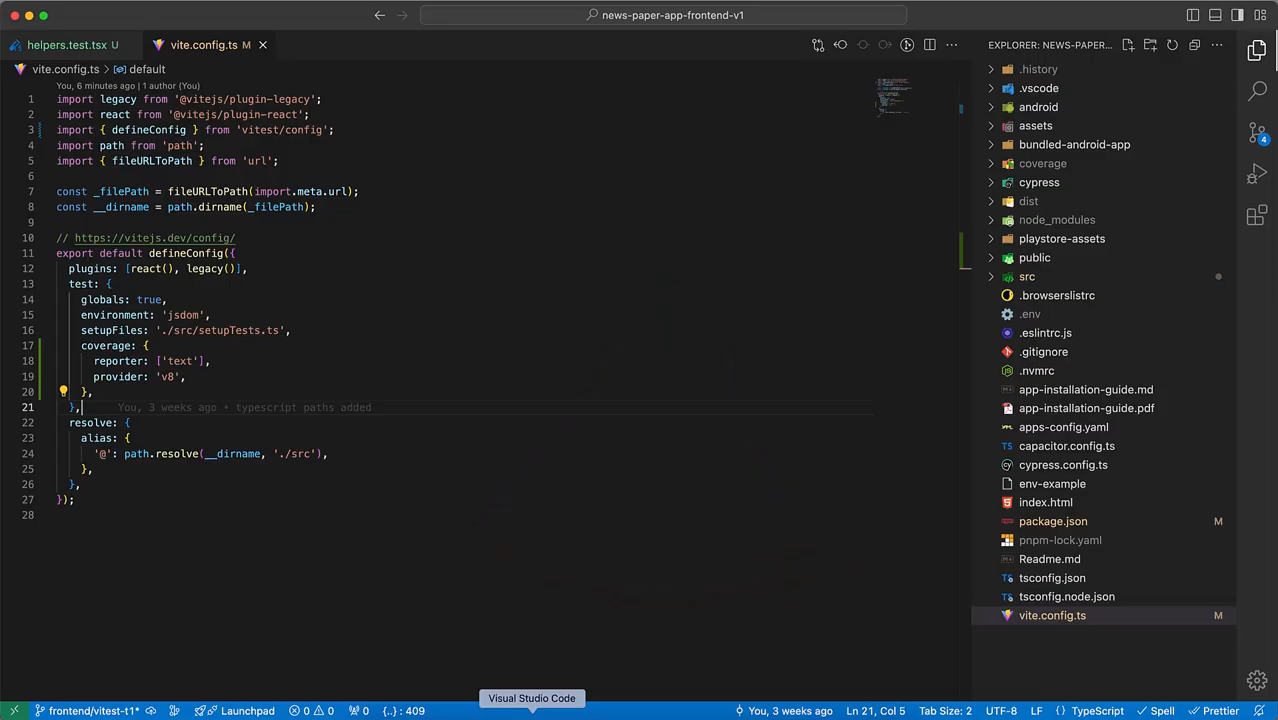 news-paper-app-frontend-v1
helpers.test.tsx U
vite.config.ts M
EXPLORER: NEWS-PAPER...
vite.config.ts > default
You, 6 minutes ago | 1 author (You)
1 import legacy from '@vitejs/plugin-legacy';
2 import react from '@vitejs/plugin-react';
3 import { defineConfig } from 'vitest/config';
4 import path from 'path';
5 import { fileURLToPath } from 'url';
6
7 const _filePath = fileURLToPath(import.meta.url);
8 const __dirname = path.dirname(_filePath);
9
10 // https://vitejs.dev/config/
11 export default defineConfig({
12 plugins: [react(), legacy()],
13 test: {
14 globals: true,
15 environment: 'jsdom',
16 setupFiles: './src/setupTests.ts',
17 coverage: {
18 reporter: ['text'],
19 provider: 'v8',
20 },
21 }, You, 3 weeks ago • typescript paths added
22 resolve: {
23 alias: {
24 '@': path.resolve(__dirname, './src'),
25 },
26 },
27 });
28
.history
.vscode
android
assets
bundled-android-app
coverage
cypress
dist
node_modules
playstore-assets
public
src
.browserslistrc
.env
.eslintrc.js
.gitignore
.nvmrc
app-installation-guide.md
app-installation-guide.pdf
apps-config.yaml
TS capacitor.config.ts
cypress.config.ts
env-example
index.html
package.json M
pnpm-lock.yaml
Readme.md
TS tsconfig.json
TS tsconfig.node.json
vite.config.ts M
4
Visual Studio Code
frontend/vitest-t1* Launchpad 0 0 0 {..} : 409 You, 3 weeks ago Ln 21, Col 5 Tab Size: 2 UTF-8 LF { } TypeScript Spell Prettier